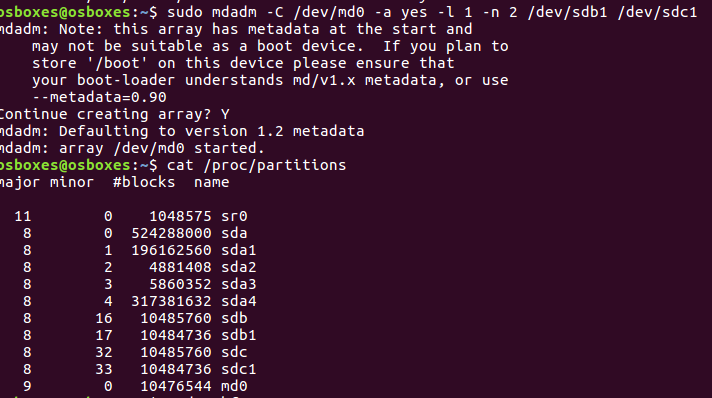 osboxes@osboxes:~$ sudo mdadm -C /dev/md0 -a yes -l 1 -n 2 /dev/sdb1 /dev/sdc1
mdadm: Note: this array has metadata at the start and
    may not be suitable as a boot device.  If you plan to
    store '/boot' on this device please ensure that
    your boot-loader understands md/v1.x metadata, or use
    --metadata=0.90
Continue creating array? Y
mdadm: Defaulting to version 1.2 metadata
mdadm: array /dev/md0 started.
osboxes@osboxes:~$ cat /proc/partitions
major minor  #blocks  name
  11        0    1048575 sr0
   8        0  524288000 sda
   8        1  196162560 sda1
   8        2    4881408 sda2
   8        3    5860352 sda3
   8        4  317381632 sda4
   8       16   10485760 sdb
   8       17   10484736 sdb1
   8       32   10485760 sdc
   8       33   10484736 sdc1
   9        0   10476544 md0